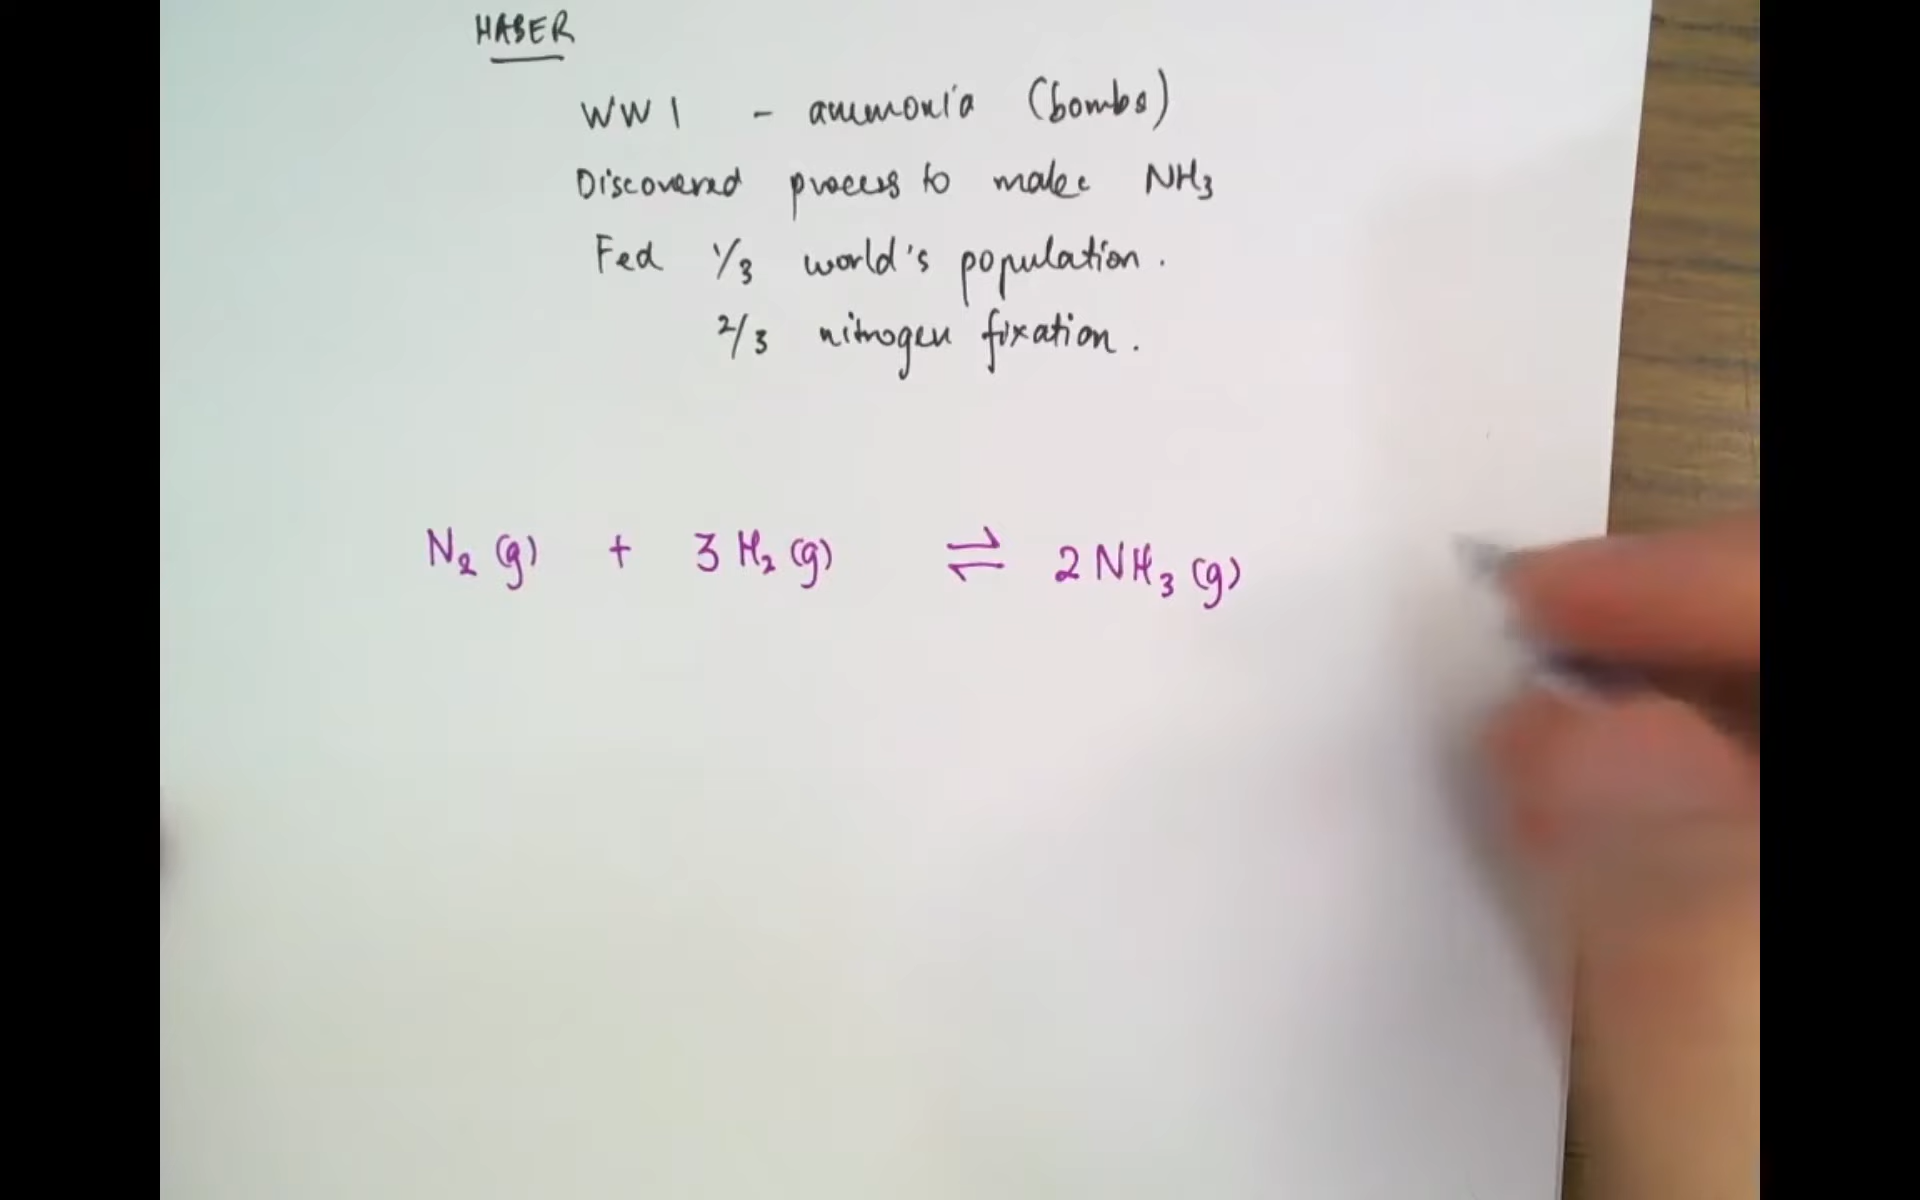 HABER
WW1 - ammonia (bombs)
Discovered process to make NH₃
Fed 1/3 world's population.
2/3 nitrogen fixation.
N₂ (g) + 3 H₂ (g) ⇌ 2 NH₃ (g)